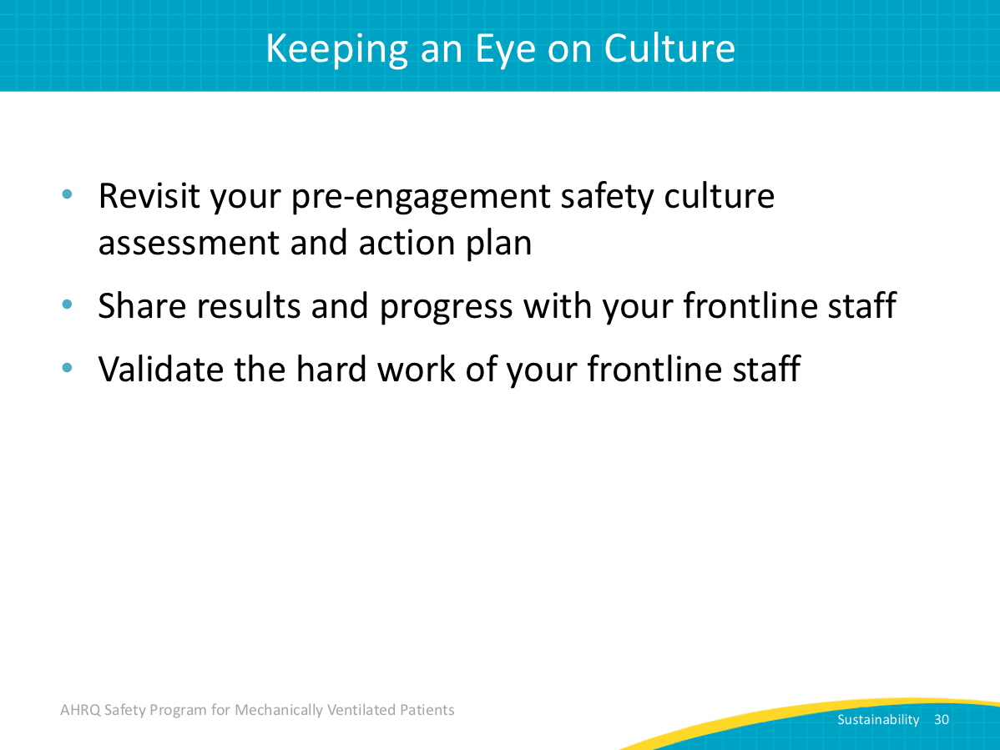 Keeping an Eye on Culture
• Revisit your pre-engagement safety culture
assessment and action plan
• Share results and progress with your frontline staff
• Validate the hard work of your frontline staff
AHRQ Safety Program for Mechanically Ventilated Patients
Sustainability 30